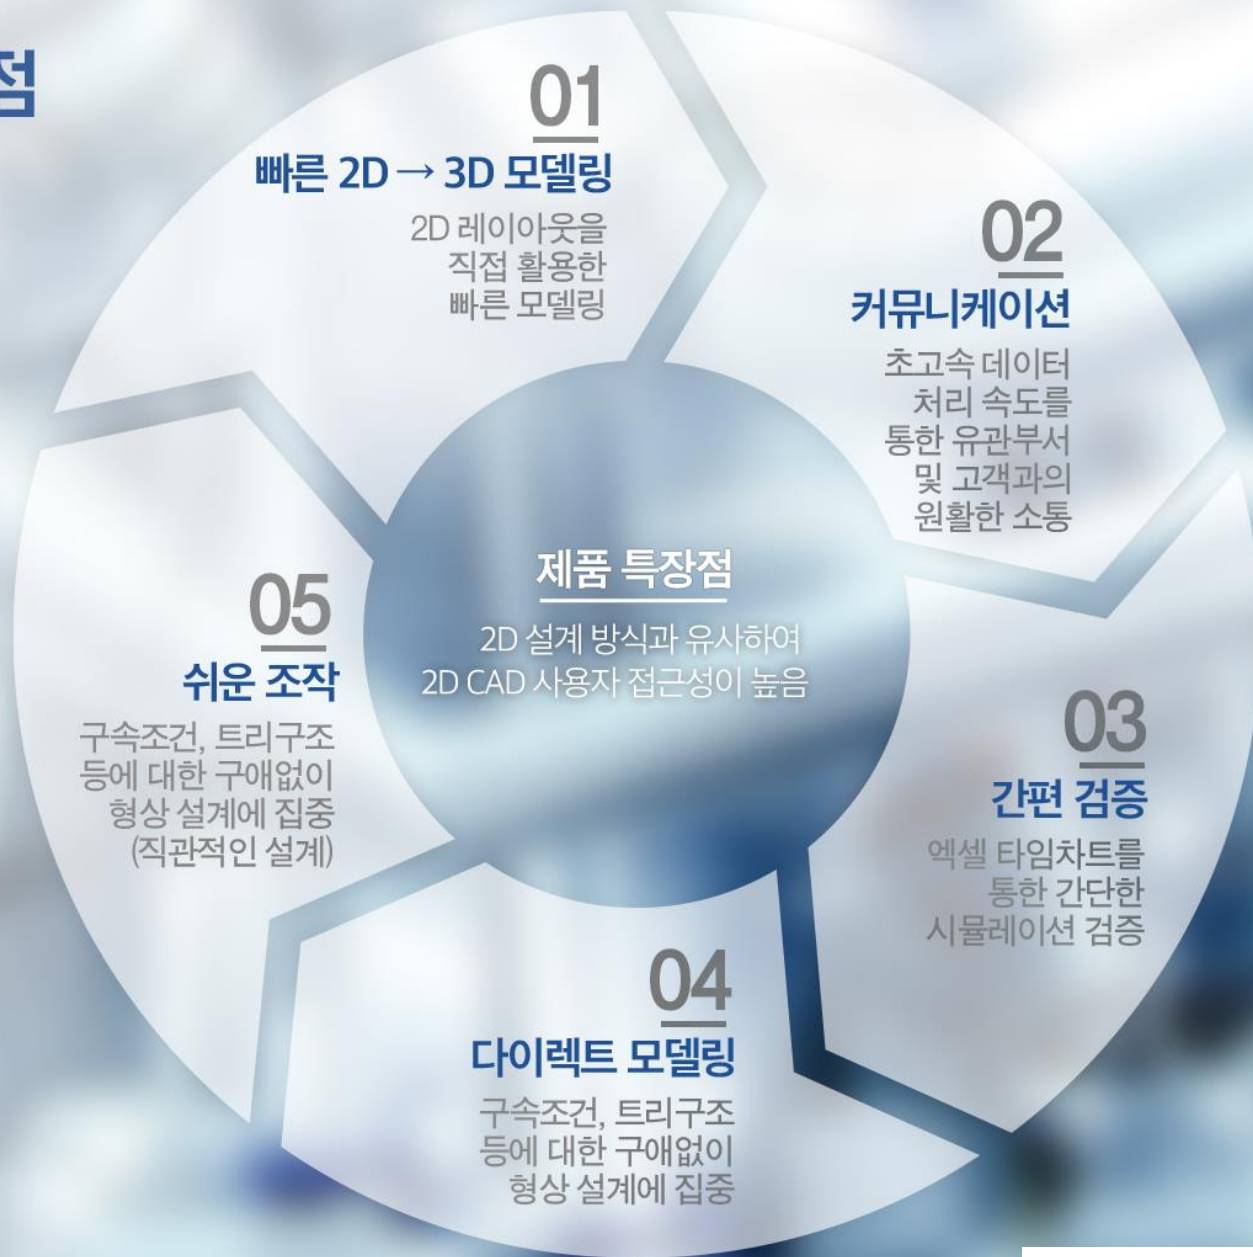 점
01
빠른 2D → 3D 모델링
2D 레이아웃을
직접 활용한
빠른 모델링
02
커뮤니케이션
초고속 데이터
처리 속도를
통한 유관부서
및 고객과의
원활한 소통
03
간편 검증
엑셀 타임차트를
통한 간단한
시뮬레이션 검증
04
다이렉트 모델링
구속조건, 트리구조
등에 대한 구애없이
형상 설계에 집중
05
쉬운 조작
구속조건, 트리구조
등에 대한 구애없이
형상 설계에 집중
(직관적인 설계)
제품 특장점
2D 설계 방식과 유사하여
2D CAD 사용자 접근성이 높음